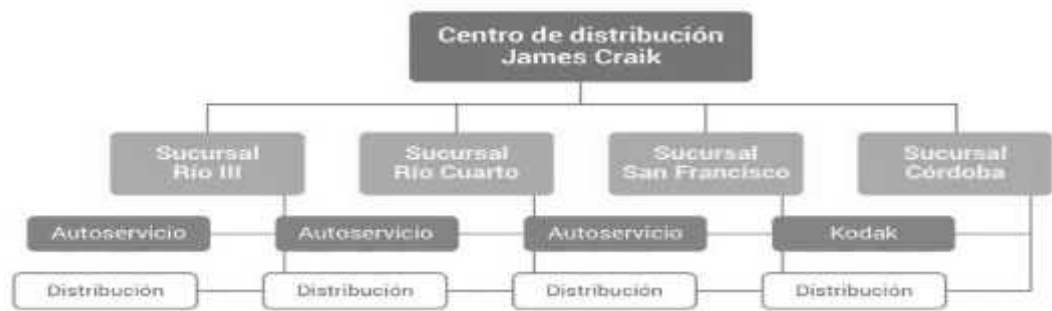 Centro de distribución
James Craik
Sucursal
Río III
Sucursal
Río Cuarto
Sucursal
San Francisco
Sucursal
Córdoba
Autoservicio
Autoservicio
Autoservicio
Kodak
Distribución
Distribución
Distribución
Distribución